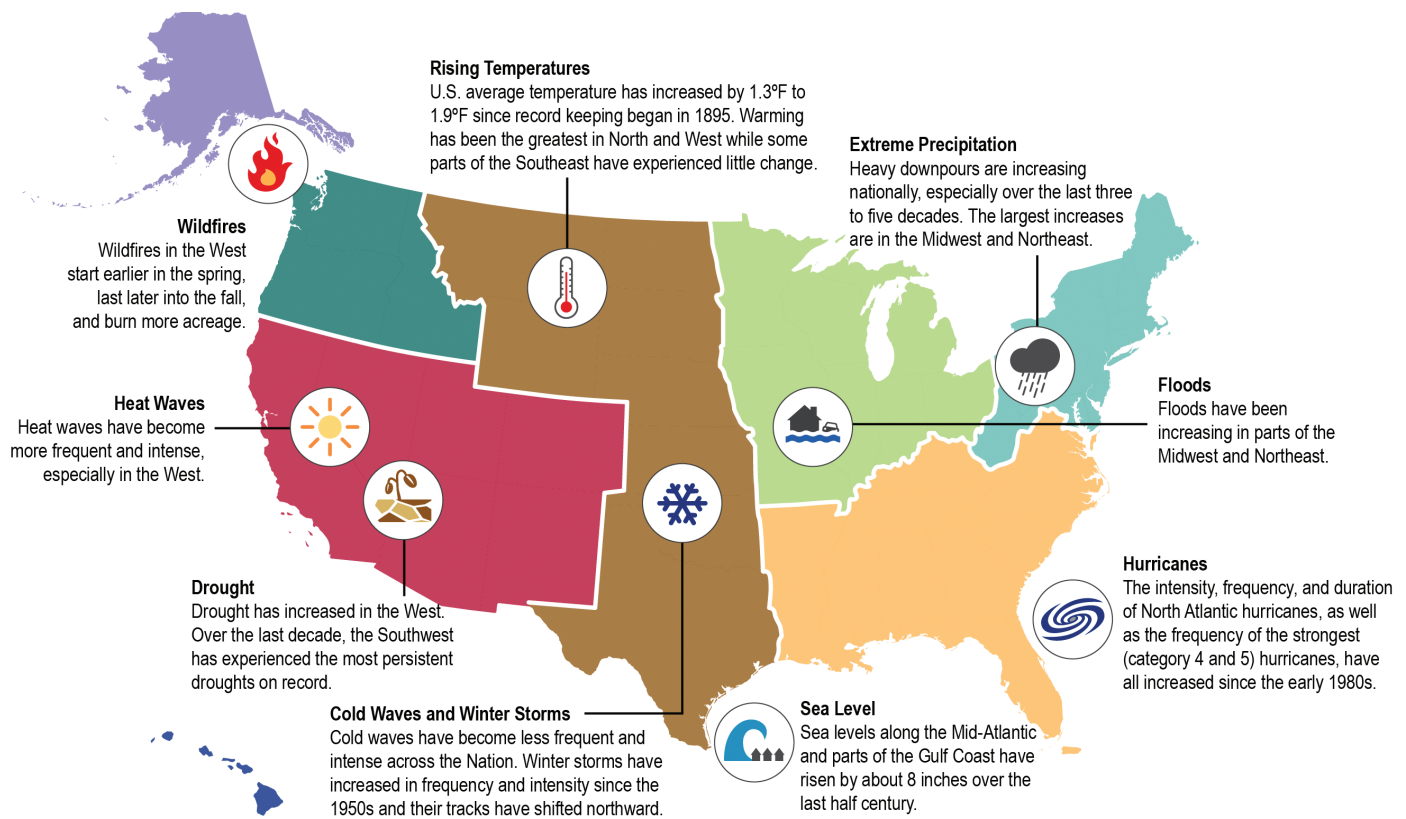 Rising Temperatures
U.S. average temperature has increased by 1.3ºF to
1.9ºF since record keeping began in 1895. Warming
has been the greatest in North and West while some
parts of the Southeast have experienced little change.
Extreme Precipitation
Heavy downpours are increasing
nationally, especially over the last three
to five decades. The largest increases
are in the Midwest and Northeast.
Wildfires
Wildfires in the West
start earlier in the spring,
last later into the fall,
and burn more acreage.
Heat Waves
Heat waves have become
more frequent and intense,
especially in the West.
Floods
Floods have been
increasing in parts of the
Midwest and Northeast.
Drought
Drought has increased in the West.
Over the last decade, the Southwest
has experienced the most persistent
droughts on record.
Hurricanes
The intensity, frequency, and duration
of North Atlantic hurricanes, as well
as the frequency of the strongest
(category 4 and 5) hurricanes, have
all increased since the early 1980s.
Cold Waves and Winter Storms
Cold waves have become less frequent and
intense across the Nation. Winter storms have
increased in frequency and intensity since the
1950s and their tracks have shifted northward.
Sea Level
Sea levels along the Mid-Atlantic
and parts of the Gulf Coast have
risen by about 8 inches over the
last half century.